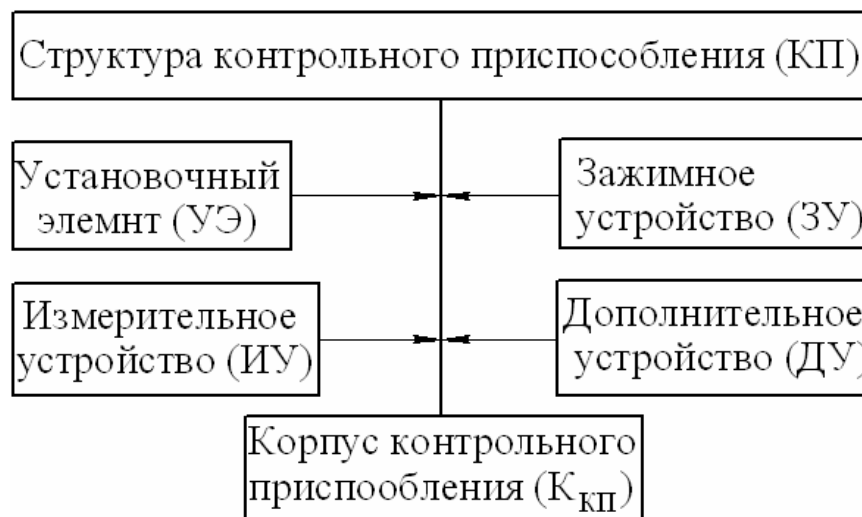 Структура контрольного приспособления (КП)
Установочный
элемнт (УЭ)
Зажимное
устройство (ЗУ)
Измерительное
устройство (ИУ)
Дополнительное
устройство (ДУ)
Корпус контрольного
приспообления (Ккп)